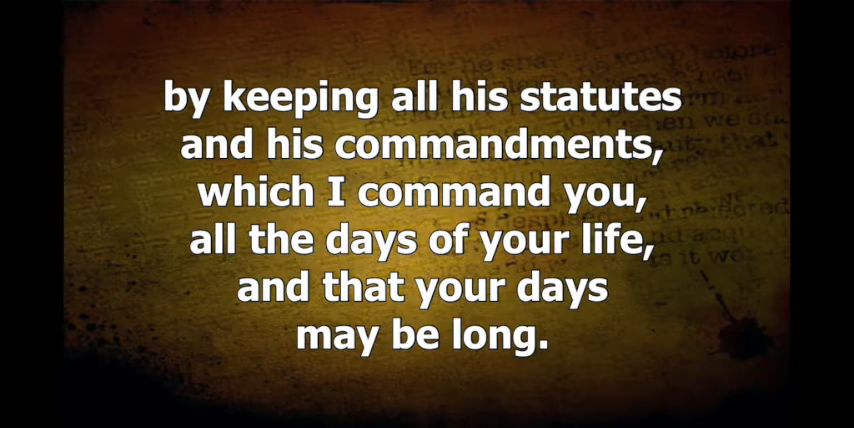 by keeping all his statutes
and his commandments,
which I command you,
all the days of your life,
and that your days
may be long.